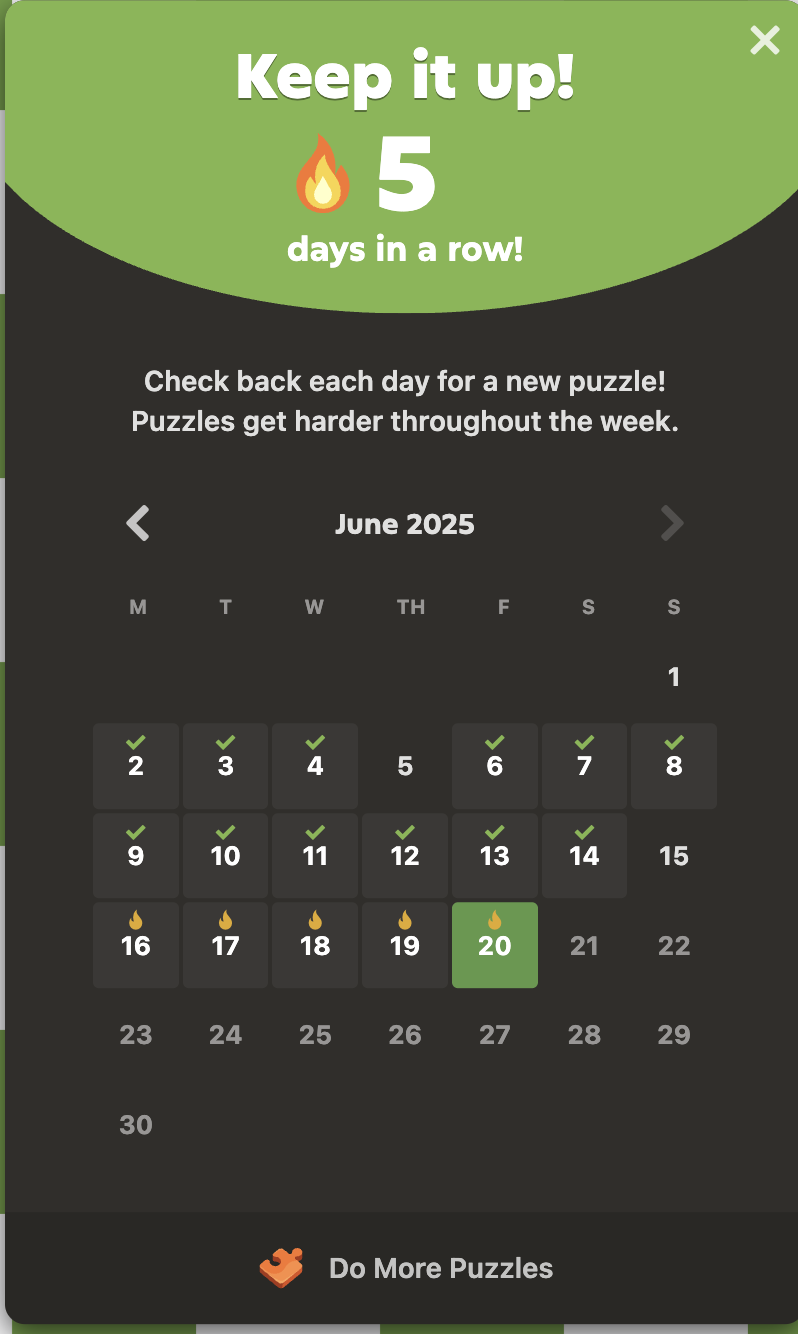 Keep it up!
5
days in a row!
Check back each day for a new puzzle!
Puzzles get harder throughout the week.
June 2025
M T W TH F S S
1
2 3 4 5 6 7 8
9 10 11 12 13 14 15
16 17 18 19 20 21 22
23 24 25 26 27 28 29
30
Do More Puzzles